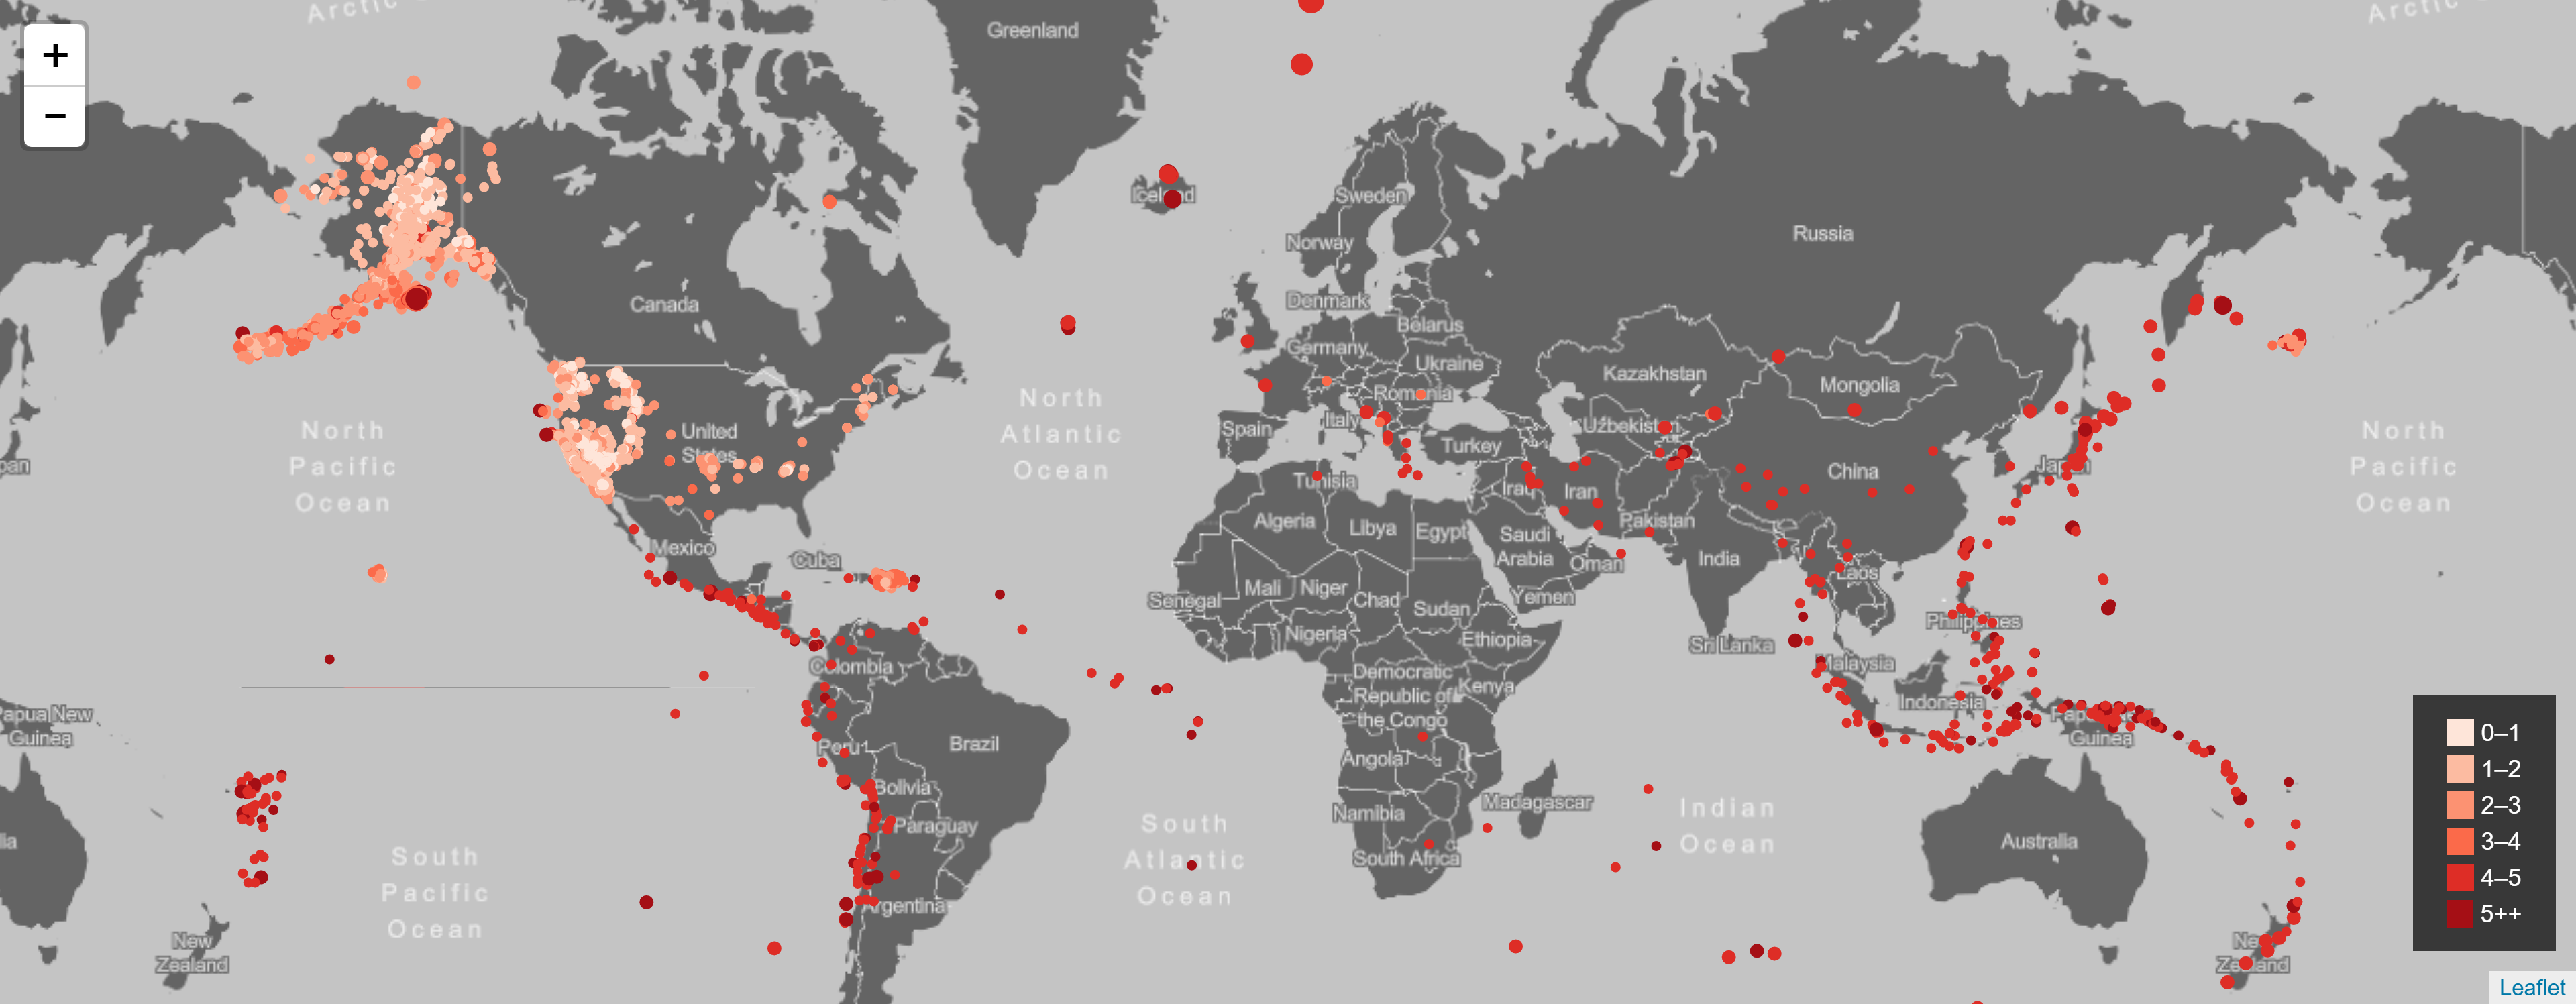 Arctic
Arctic
+
−
Greenland
Iceland
Sweden
Norway
Russia
Canada
Denmark
Belarus
Germany
Ukraine
Kazakhstan
Mongolia
Romania
North
Atlantic
Ocean
North
Pacific
Ocean
North
Pacific
Ocean
United
States
Spain
Italy
Uzbekistan
Turkey
pan
Japan
China
Tunisia
Iraq
Iran
Algeria
Libya
Egypt
Pakistan
Saudi
Arabia
Mexico
Cuba
Oman
India
Laos
Mali
Niger
Chad
Senegal
Sudan
Yemen
Philippines
Nigeria
Ethiopia
Sri Lanka
Colombia
Malaysia
Democratic
Republic of
the Congo
Kenya
Indonesia
Papua New
Guinea
Papua
Guinea
Peru
Brazil
Angola
Bolivia
Madagascar
Namibia
Indian
Ocean
Paraguay
South
Atlantic
Ocean
lia
Australia
South Africa
South
Pacific
Ocean
Argentina
New
Zealand
New
Zealand
0–1
1–2
2–3
3–4
4–5
5++
Leaflet